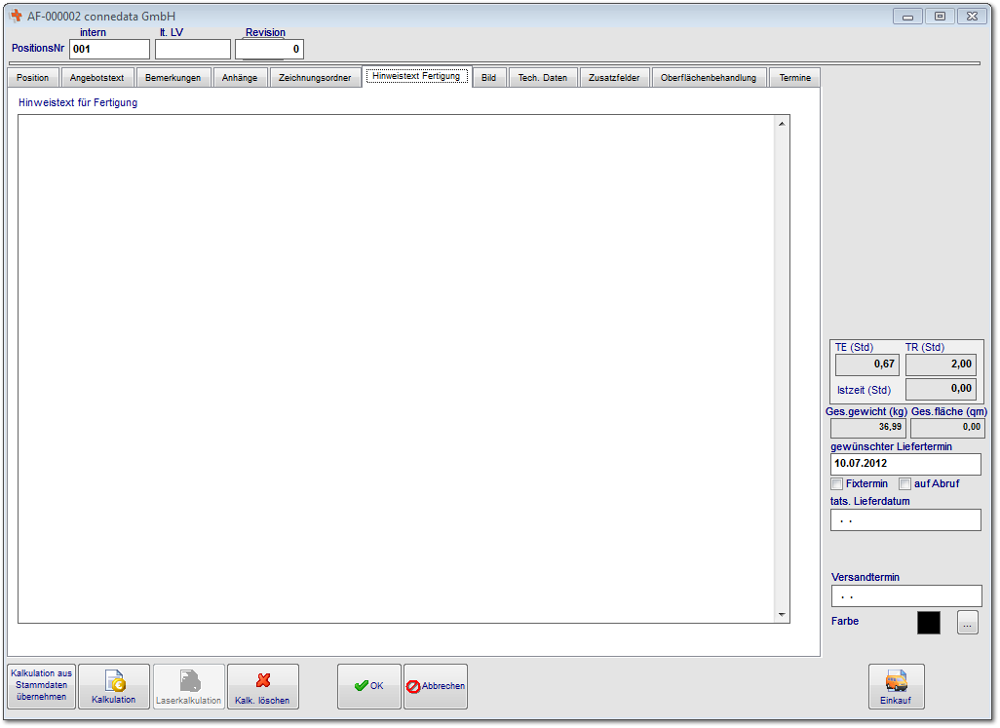 AF-000002 connedata GmbH
intern lt. LV Revision
PositionsNr 001 0
Position Angebotstext Bemerkungen Anhänge Zeichnungsordner Hinweistext Fertigung Bild Tech. Daten Zusatzfelder Oberflächenbehandlung Termine
Hinweistext für Fertigung
TE (Std) TR (Std)
0,67 2,00
Istzeit (Std) 0,00
Ges.gewicht (kg) Ges.fläche (qm)
36,99 0,00
gewünschter Liefertermin
10.07.2012
Fixtermin auf Abruf
tats. Lieferdatum
. .
Versandtermin
. .
Farbe ...
Kalkulation aus
Stammdaten
übernehmen
Kalkulation
Laserkalkulation
Kalk. löschen
OK
Abbrechen
Einkauf